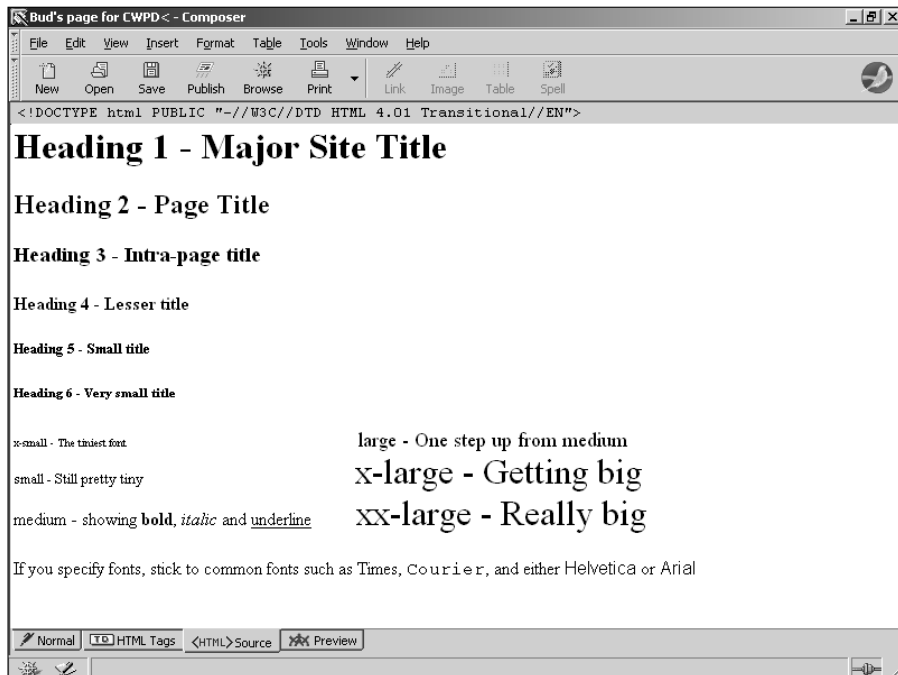 Bud's page for CWPD< - Composer
File Edit View Insert Format Table Tools Window Help
New Open Save Publish Browse Print Link Image Table Spell
<!DOCTYPE html PUBLIC "-//W3C//DTD HTML 4.01 Transitional//EN">
Heading 1 - Major Site Title
Heading 2 - Page Title
Heading 3 - Intra-page title
Heading 4 - Lesser title
Heading 5 - Small title
Heading 6 - Very small title
x-small - The tiniest font
large - One step up from medium
small - Still pretty tiny
x-large - Getting big
medium - showing bold, italic and underline
xx-large - Really big
If you specify fonts, stick to common fonts such as Times, Courier, and either Helvetica or Arial
Normal TD HTML Tags <HTML> Source Preview